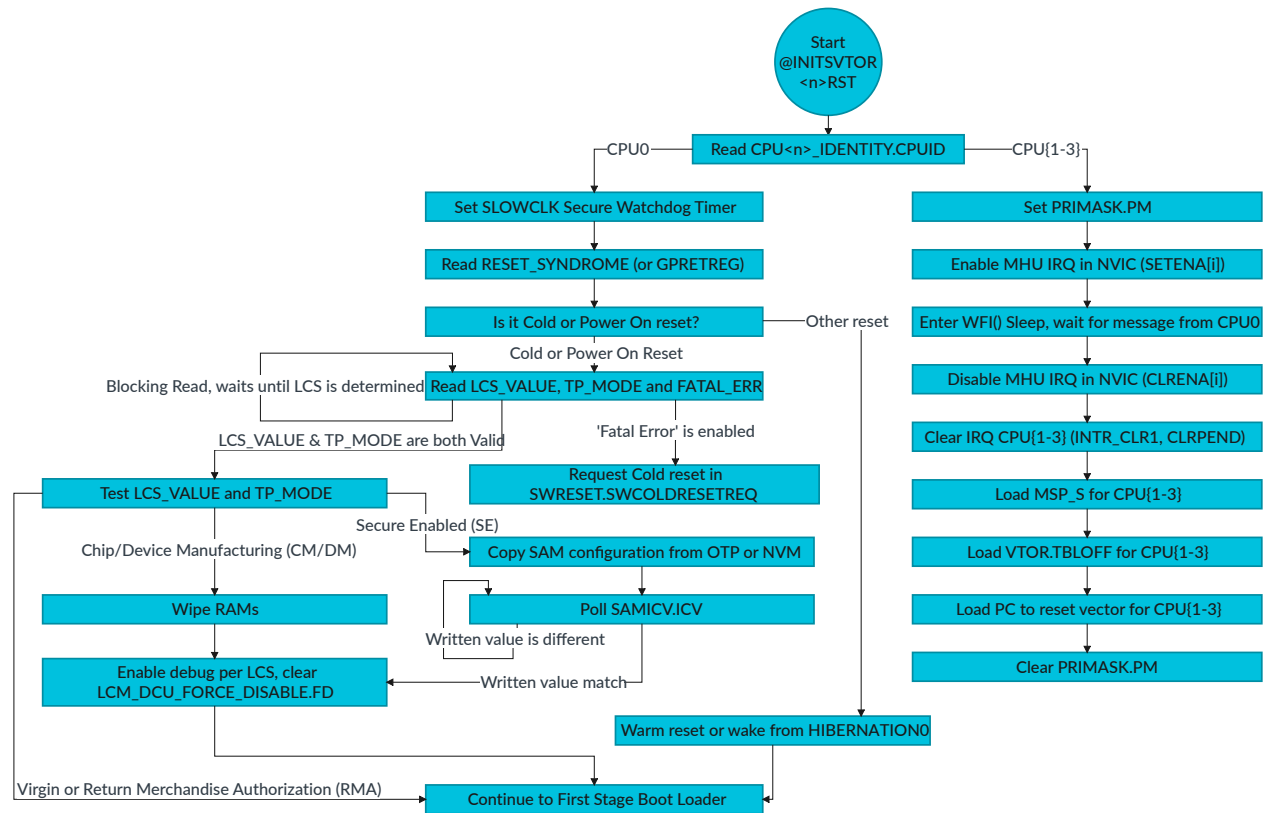 Start
@INITSVTOR
<n>RST
Read CPU<n>_IDENTITY.CPUID
CPU0
CPU{1-3}
Set SLOWCLK Secure Watchdog Timer
Set PRIMASK.PM
Read RESET_SYNDROME (or GPRETREG)
Enable MHU IRQ in NVIC (SETENA[i])
Is it Cold or Power On reset?
Other reset
Enter WFI() Sleep, wait for message from CPU0
Cold or Power On Reset
Blocking Read, waits until LCS is determined
Read LCS_VALUE, TP_MODE and FATAL_ERR
Disable MHU IRQ in NVIC (CLRENA[i])
LCS_VALUE & TP_MODE are both Valid
'Fatal Error' is enabled
Clear IRQ CPU{1-3} (INTR_CLR1, CLRPEND)
Request Cold reset in
SWRESET.SWCOLDRESETREQ
Test LCS_VALUE and TP_MODE
Load MSP_S for CPU{1-3}
Secure Enabled (SE)
Chip/Device Manufacturing (CM/DM)
Copy SAM configuration from OTP or NVM
Load VTOR.TBLOFF for CPU{1-3}
Wipe RAMs
Poll SAMICV.ICV
Load PC to reset vector for CPU{1-3}
Written value is different
Enable debug per LCS, clear
LCM_DCU_FORCE_DISABLE.FD
Written value match
Clear PRIMASK.PM
Warm reset or wake from HIBERNATION0
Virgin or Return Merchandise Authorization (RMA)
Continue to First Stage Boot Loader